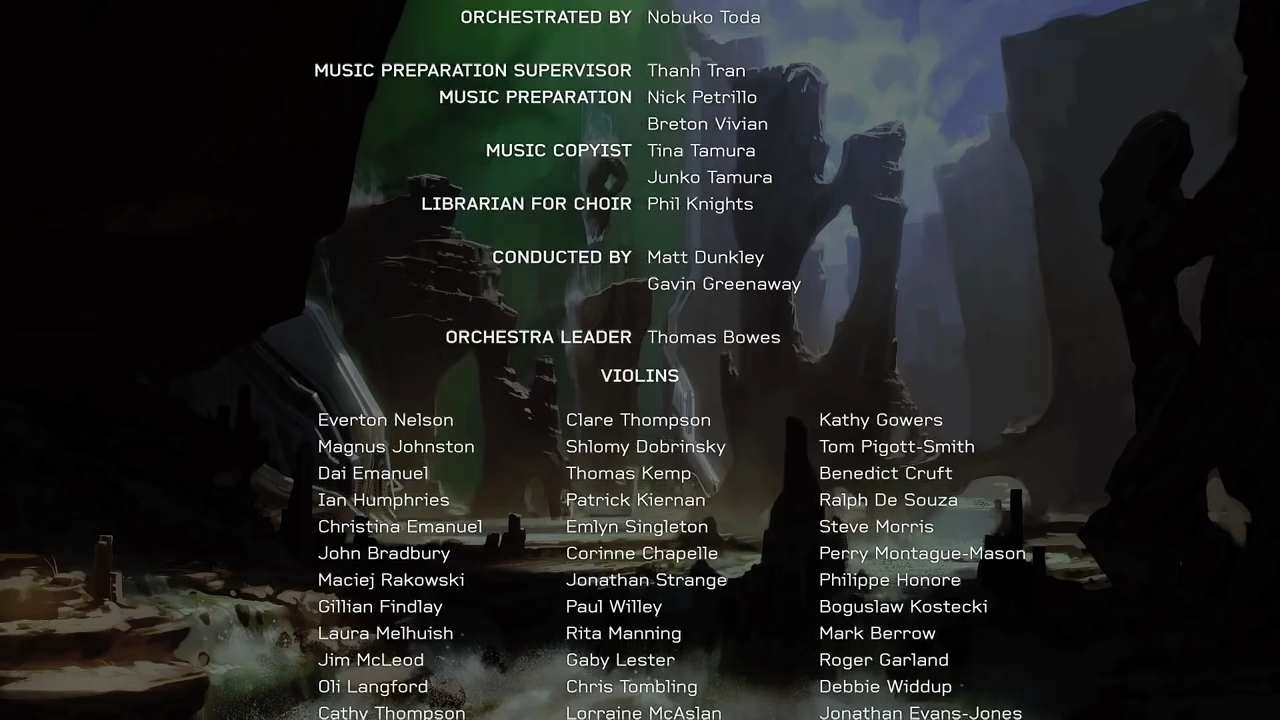 ORCHESTRATED BY Nobuko Toda
MUSIC PREPARATION SUPERVISOR Thanh Tran
MUSIC PREPARATION Nick Petrillo
Breton Vivian
MUSIC COPYIST Tina Tamura
Junko Tamura
LIBRARIAN FOR CHOIR Phil Knights
CONDUCTED BY Matt Dunkley
Gavin Greenaway
ORCHESTRA LEADER Thomas Bowes
VIOLINS
Everton Nelson Clare Thompson Kathy Gowers
Magnus Johnston Shlomy Dobrinsky Tom Pigott-Smith
Dai Emanuel Thomas Kemp Benedict Cruft
Ian Humphries Patrick Kiernan Ralph De Souza
Christina Emanuel Emlyn Singleton Steve Morris
John Bradbury Corinne Chapelle Perry Montague-Mason
Maciej Rakowski Jonathan Strange Philippe Honore
Gillian Findlay Paul Willey Boguslaw Kostecki
Laura Melhuish Rita Manning Mark Berrow
Jim McLeod Gaby Lester Roger Garland
Oli Langford Chris Tombling Debbie Widdup
Cathy Thompson Lorraine McAslan Jonathan Evans-Jones